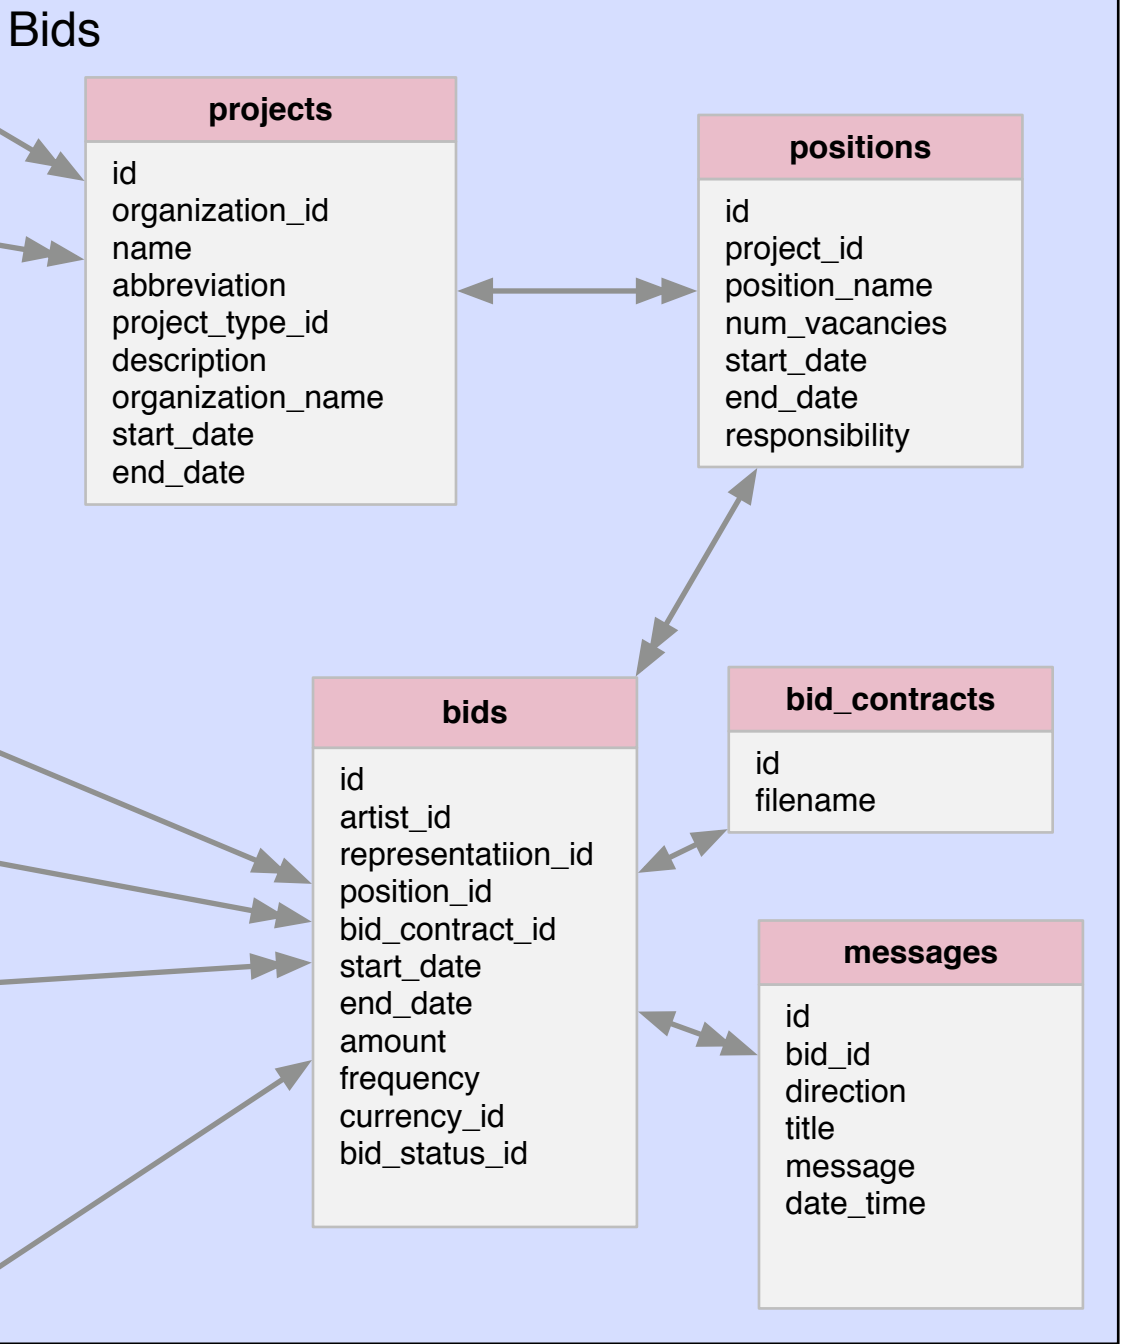 Bids
projects
id
organization_id
name
abbreviation
project_type_id
description
organization_name
start_date
end_date
positions
id
project_id
position_name
num_vacancies
start_date
end_date
responsibility
bids
id
artist_id
representatiion_id
position_id
bid_contract_id
start_date
end_date
amount
frequency
currency_id
bid_status_id
bid_contracts
id
filename
messages
id
bid_id
direction
title
message
date_time